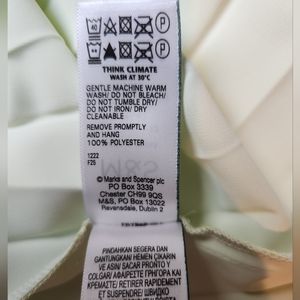 40
P
P
THINK CLIMATE
WASH AT 30°C
GENTLE MACHINE WARM
WASH/ DO NOT BLEACH/
DO NOT TUMBLE DRY/
DO NOT IRON/ DRY
CLEANABLE
REMOVE PROMPTLY
AND HANG
100% POLYESTER
1222
F25
© Marks and Spencer plc
PO Box 3339
Chester CH99 9QS
M&S, PO Box 13022
Ravensdale, Dublin 2
PINDAHKAN SEGERA DAN
GANTUNGKAN HEMEN ÇIKARIN
VE ASIN/ SACAR PRONTO Y
COLGAR/ ΑΦΑΙΡΕΣΤΕ ΓΡΗΓΟΡΑ ΚΑΙ
ΚΡΕΜΑΣΤΕ/ RETIRER RAPIDEMENT
ET SUSPENDRE/